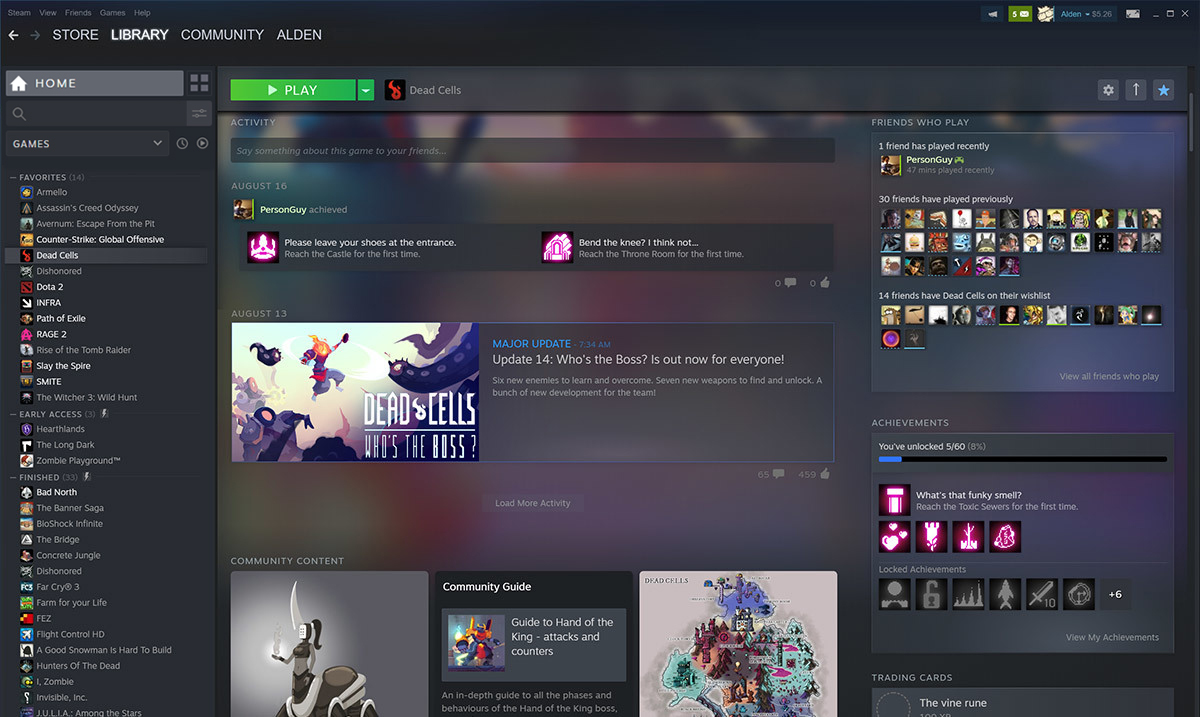 Steam View Friends Games Help
5
Alden $5.26
STORE LIBRARY COMMUNITY ALDEN
HOME
GAMES
FAVORITES (14)
Armello
Assassin's Creed Odyssey
Avernum: Escape From the Pit
Counter-Strike: Global Offensive
Dead Cells
Dishonored
Dota 2
INFRA
Path of Exile
RAGE 2
Rise of the Tomb Raider
Slay the Spire
SMITE
The Witcher 3: Wild Hunt
EARLY ACCESS (3)
Hearthlands
The Long Dark
Zombie Playground™
FINISHED (33)
Bad North
The Banner Saga
BioShock Infinite
The Bridge
Concrete Jungle
Dishonored
Far Cry® 3
Farm for your Life
FEZ
Flight Control HD
A Good Snowman Is Hard To Build
Hunters Of The Dead
I, Zombie
Invisible, Inc.
J.U.L.I.A.: Among the Stars
PLAY
Dead Cells
ACTIVITY
Say something about this game to your friends...
AUGUST 16
PersonGuy achieved
Please leave your shoes at the entrance.
Reach the Castle for the first time.
Bend the knee? I think not...
Reach the Throne Room for the first time.
0 0
AUGUST 13
DEAD CELLS
WHO'S THE BOSS?
MAJOR UPDATE - 7:34 AM
Update 14: Who's the Boss? Is out now for everyone!
Six new enemies to learn and overcome. Seven new weapons to find and unlock. A
bunch of new development for the team!
65 459
Load More Activity
COMMUNITY CONTENT
Community Guide
Guide to Hand of the
King - attacks and
counters
An in-depth guide to all the phases and
behaviours of the Hand of the King boss,
DEAD CELLS
FRIENDS WHO PLAY
1 friend has played recently
PersonGuy
47 mins played recently
30 friends have played previously
14 friends have Dead Cells on their wishlist
View all friends who play
ACHIEVEMENTS
You've unlocked 5/60 (8%)
What's that funky smell?
Reach the Toxic Sewers for the first time.
Locked Achievements
10
+6
View My Achievements
TRADING CARDS
The vine rune
100 XP